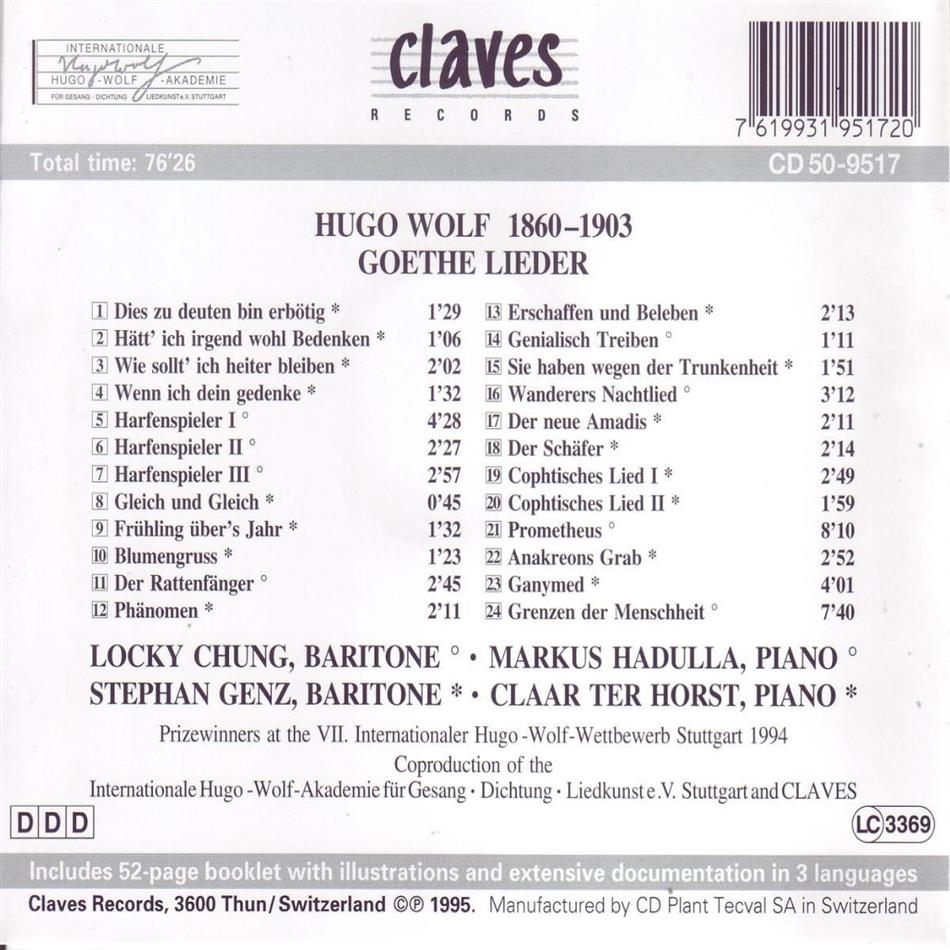 INTERNATIONALE
HUGO-WOLF-AKADEMIE
FÜR GESANG · DICHTUNG LIEDKUNST e.V. STUTTGART
claves
RECORDS
7 619931 951720
Total time: 76'26
CD 50-9517
HUGO WOLF 1860–1903
GOETHE LIEDER
1 Dies zu deuten bin erbötig * 1'29
2 Hätt' ich irgend wohl Bedenken * 1'06
3 Wie sollt' ich heiter bleiben * 2'02
4 Wenn ich dein gedenke * 1'32
5 Harfenspieler I ° 4'28
6 Harfenspieler II ° 2'27
7 Harfenspieler III ° 2'57
8 Gleich und Gleich * 0'45
9 Frühling über's Jahr * 1'32
10 Blumengruss * 1'23
11 Der Rattenfänger ° 2'45
12 Phänomen * 2'11
13 Erschaffen und Beleben * 2'13
14 Genialisch Treiben ° 1'11
15 Sie haben wegen der Trunkenheit * 1'51
16 Wanderers Nachtlied ° 3'12
17 Der neue Amadis * 2'11
18 Der Schäfer * 2'14
19 Cophtisches Lied I * 2'49
20 Cophtisches Lied II * 1'59
21 Prometheus ° 8'10
22 Anakreons Grab * 2'52
23 Ganymed * 4'01
24 Grenzen der Menschheit ° 7'40
LOCKY CHUNG, BARITONE ° · MARKUS HADULLA, PIANO °
STEPHAN GENZ, BARITONE * · CLAAR TER HORST, PIANO *
Prizewinners at the VII. Internationaler Hugo-Wolf-Wettbewerb Stuttgart 1994
Coproduction of the
Internationale Hugo-Wolf-Akademie für Gesang · Dichtung · Liedkunst e.V. Stuttgart and CLAVES
DDD
LC 3369
Includes 52-page booklet with illustrations and extensive documentation in 3 languages
Claves Records, 3600 Thun/Switzerland ©℗ 1995. Manufactured by CD Plant Tecval SA in Switzerland